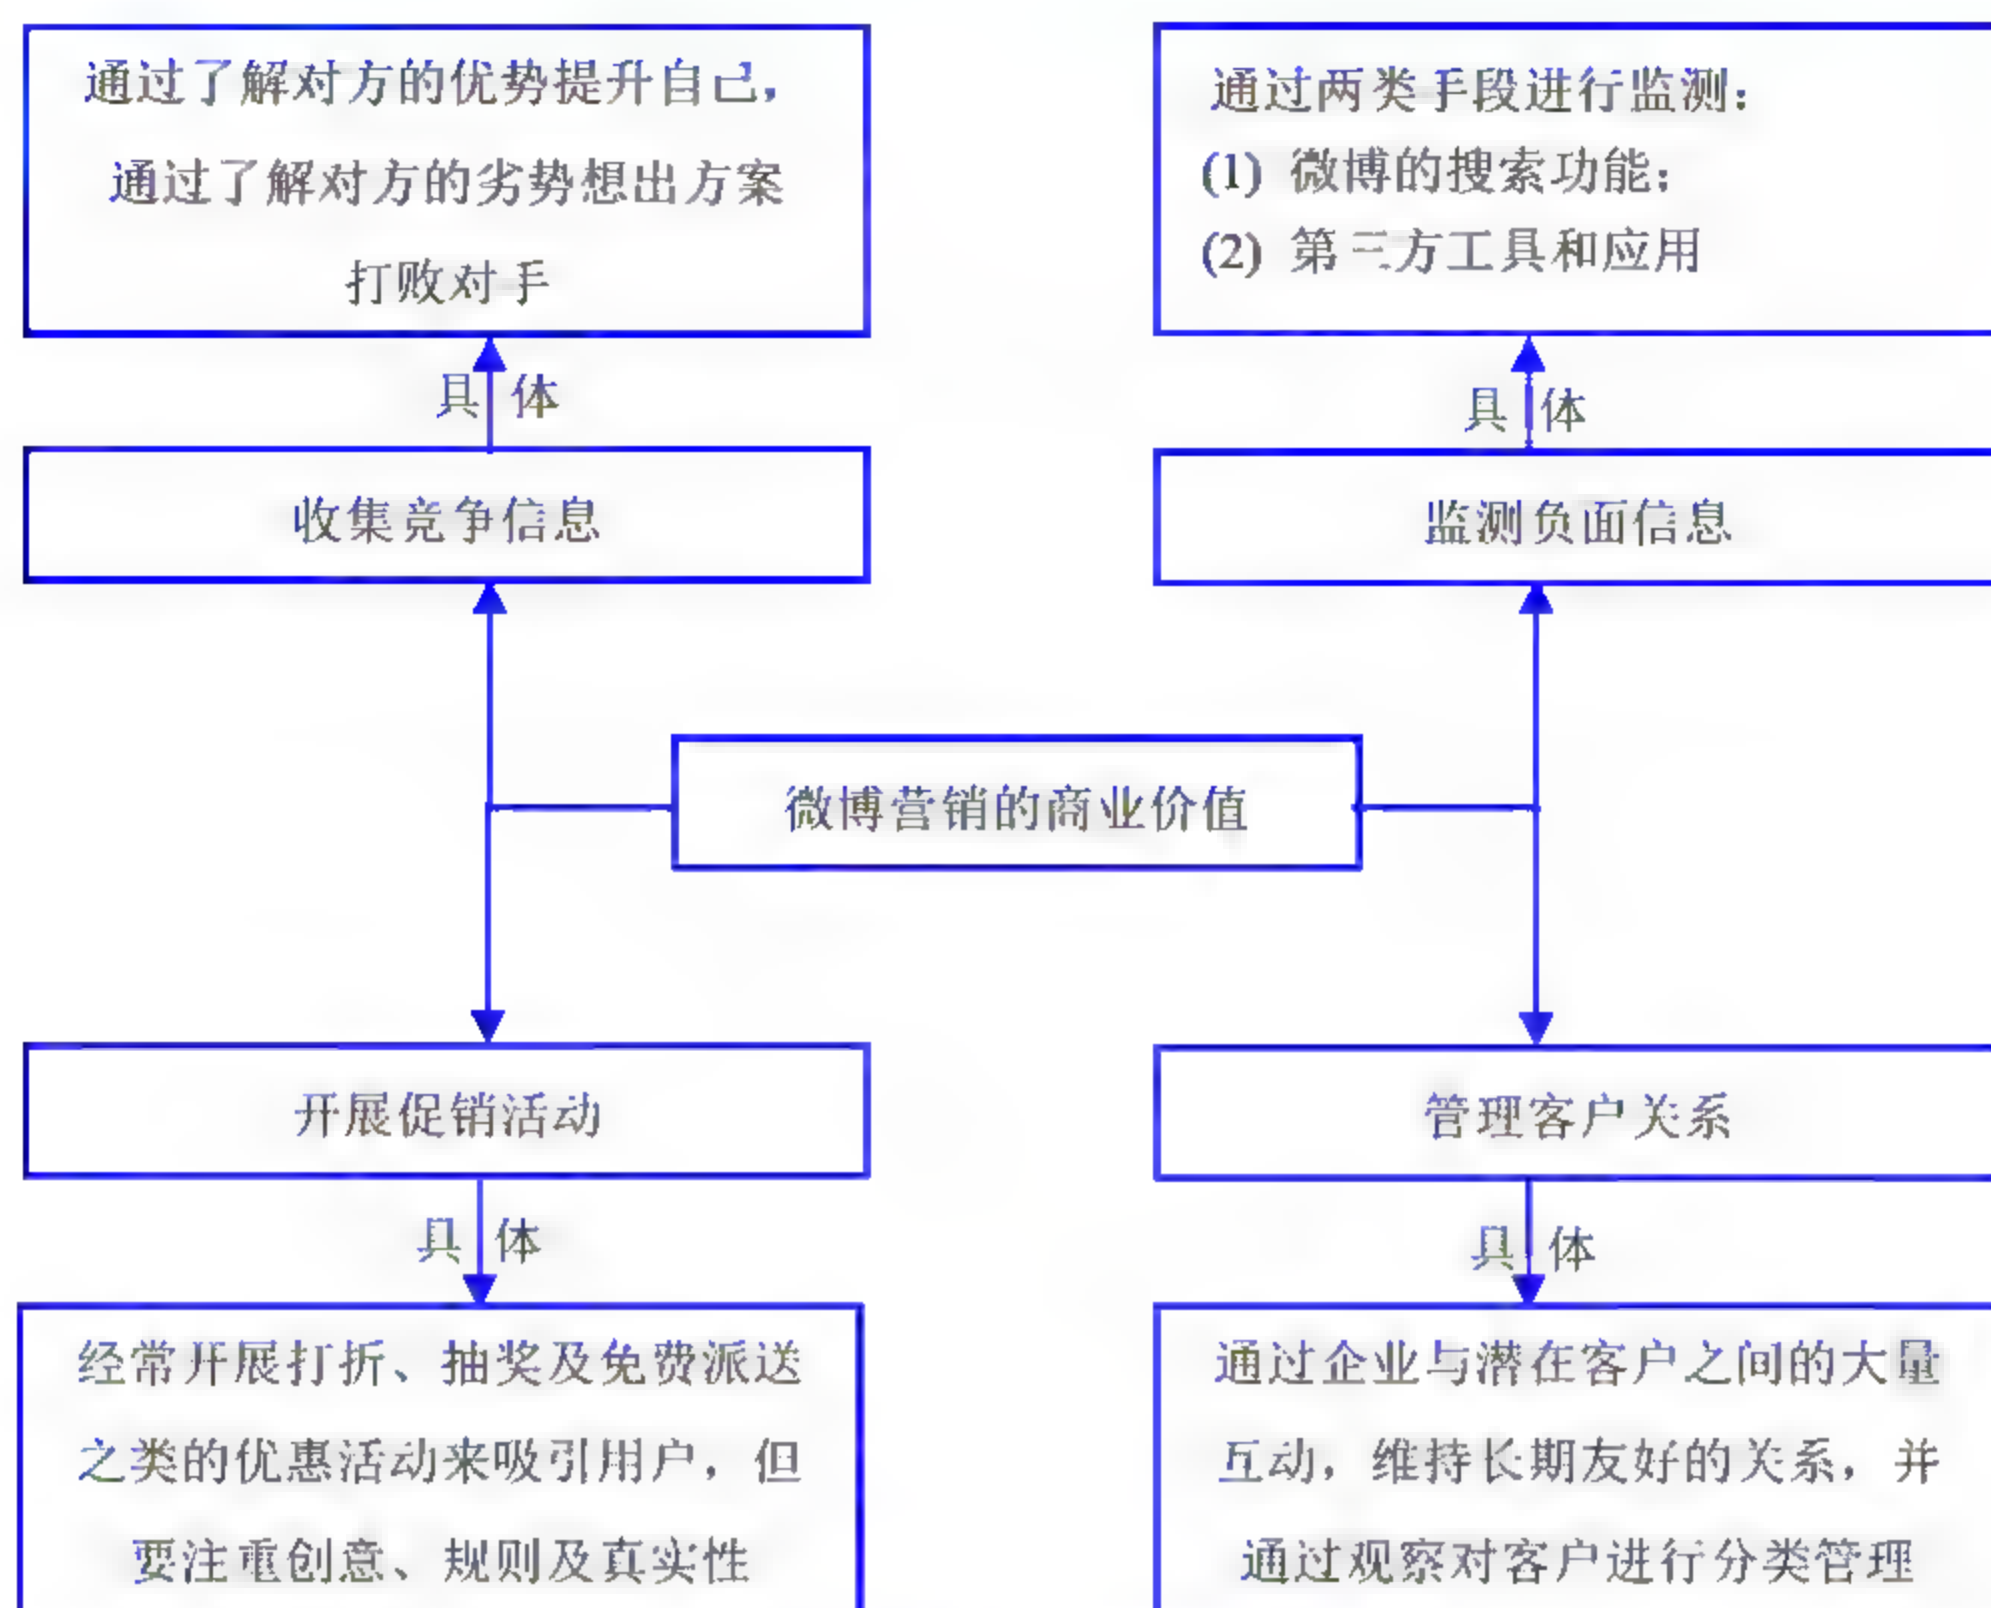 通过了解对方的优势提升自己，
通过了解对方的劣势想出方案
打败对手
通过两类手段进行监测：
(1) 微博的搜索功能；
(2) 第三方工具和应用
具 体
具 体
收集竞争信息
监测负面信息
微博营销的商业价值
开展促销活动
管理客户关系
具 体
具 体
经常开展打折、抽奖及免费派送
之类的优惠活动来吸引用户，但
要注重创意、规则及真实性
通过企业与潜在客户之间的大量
互动，维持长期友好的关系，并
通过观察对客户进行分类管理